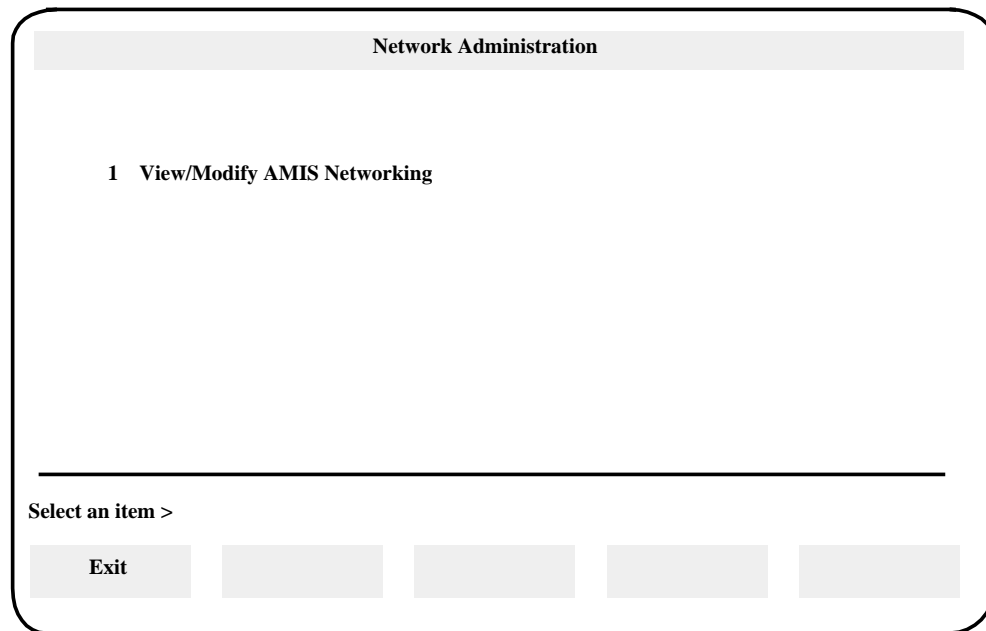 Network Administration
1 View/Modify AMIS Networking
Select an item >
Exit